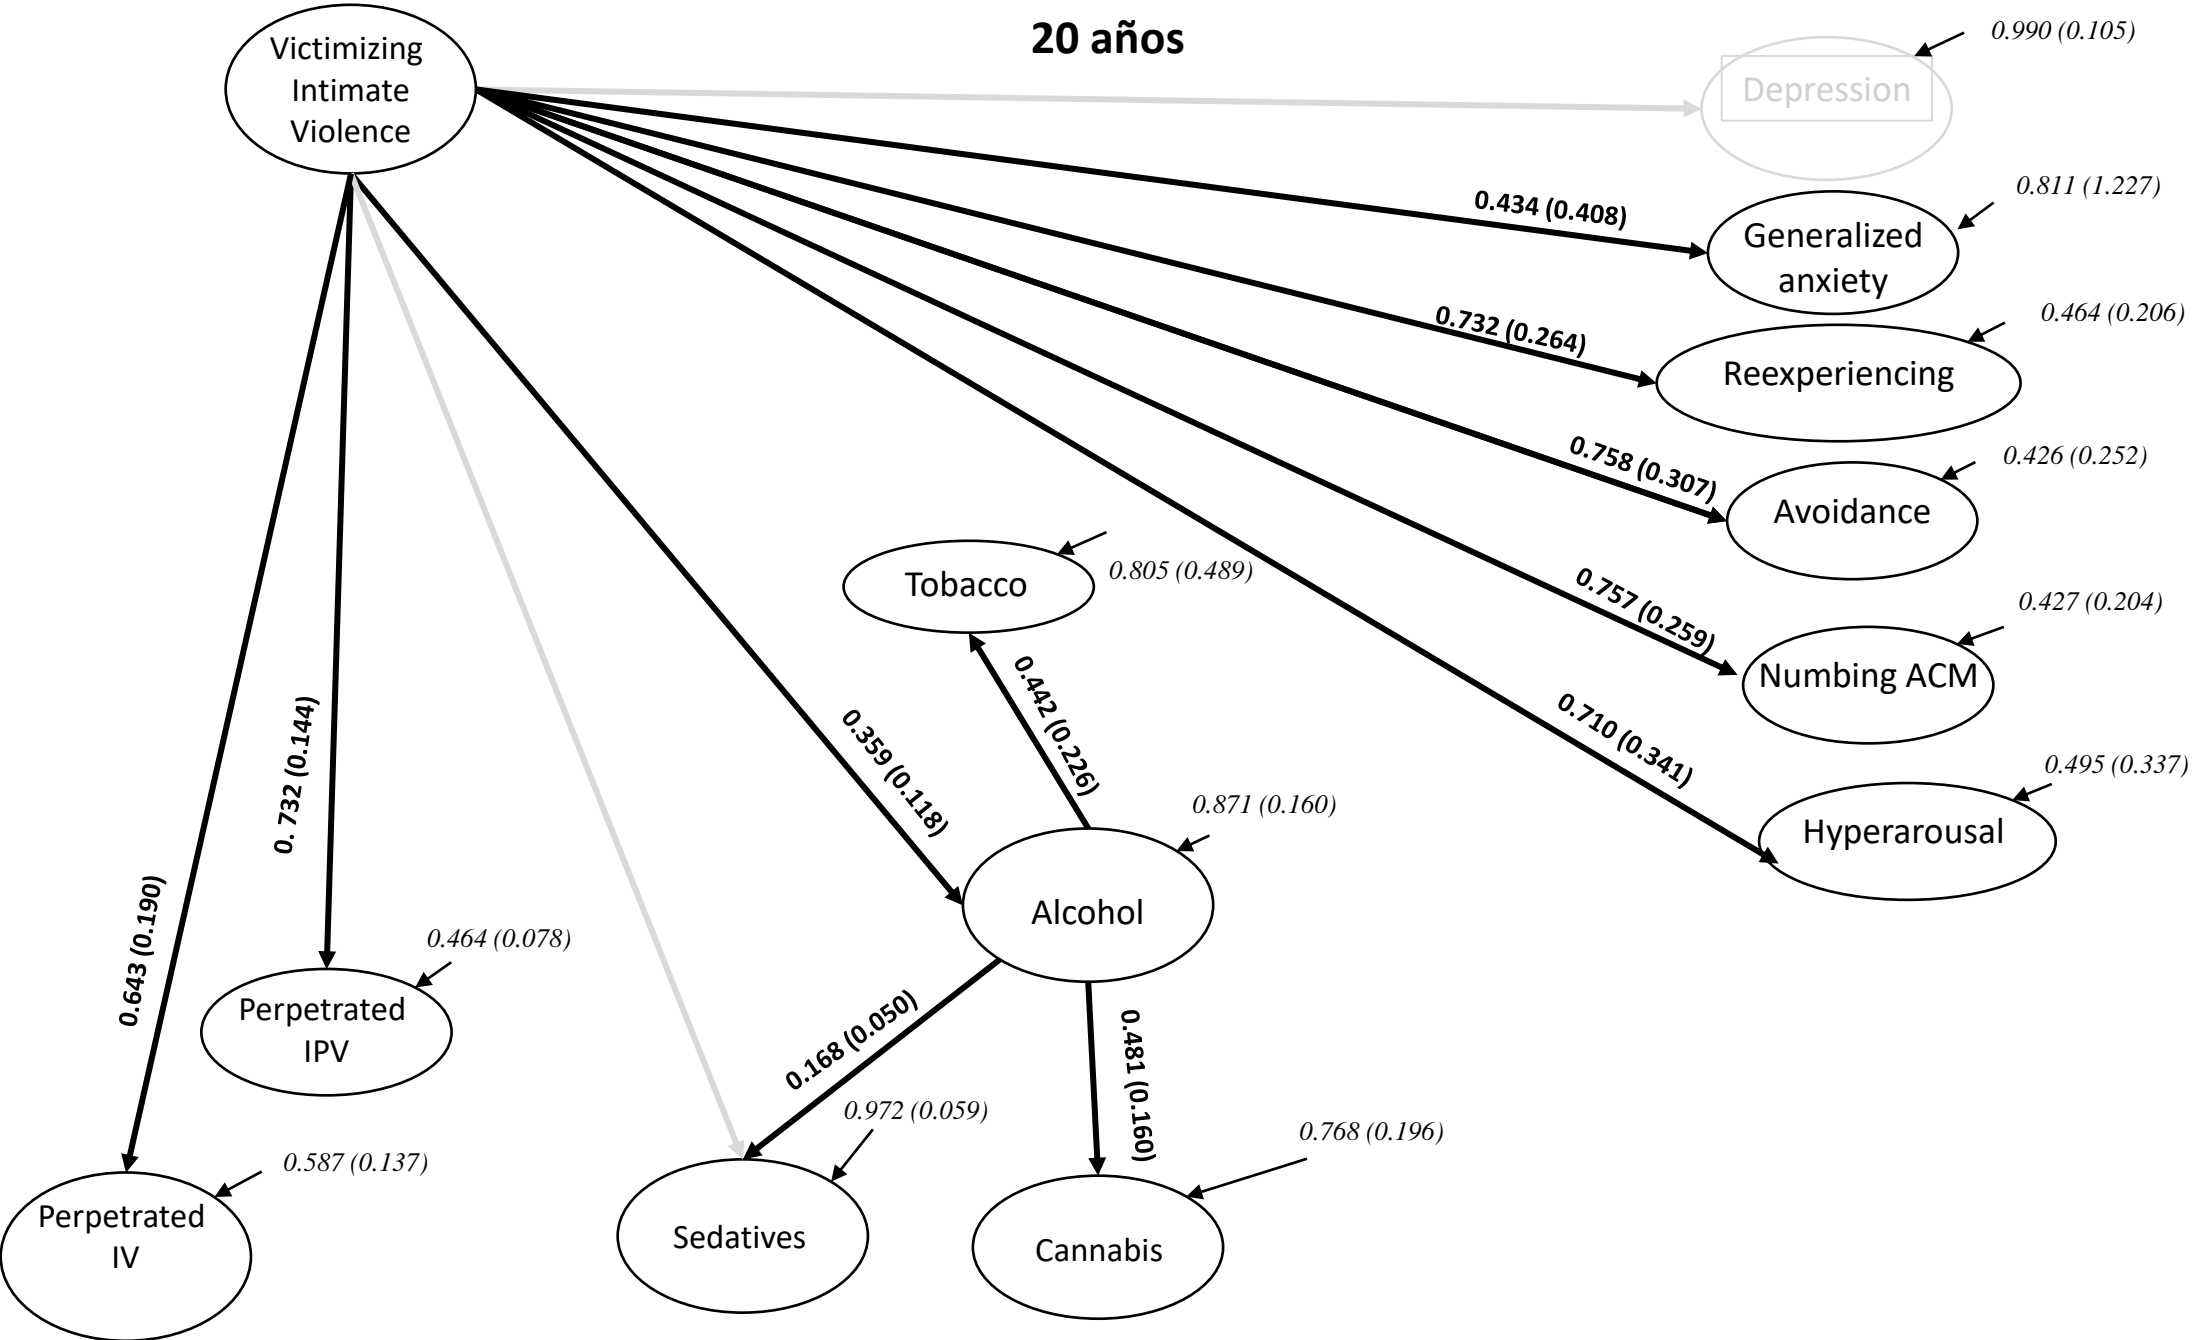 20 años
Victimizing
Intimate
Violence
0.990 (0.105)
Depression
0.811 (1.227)
0.434 (0.408)
Generalized
anxiety
0.464 (0.206)
0.732 (0.264)
Reexperiencing
0.426 (0.252)
0.758 (0.307)
Avoidance
0.427 (0.204)
0.757 (0.259)
Numbing ACM
0.495 (0.337)
0.710 (0.341)
Hyperarousal
Tobacco
0.805 (0.489)
0.442 (0.226)
0.359 (0.118)
0.871 (0.160)
Alcohol
0. 732 (0.144)
0.643 (0.190)
0.464 (0.078)
Perpetrated
IPV
0.168 (0.050)
0.481 (0.160)
0.972 (0.059)
0.768 (0.196)
0.587 (0.137)
Perpetrated
IV
Sedatives
Cannabis